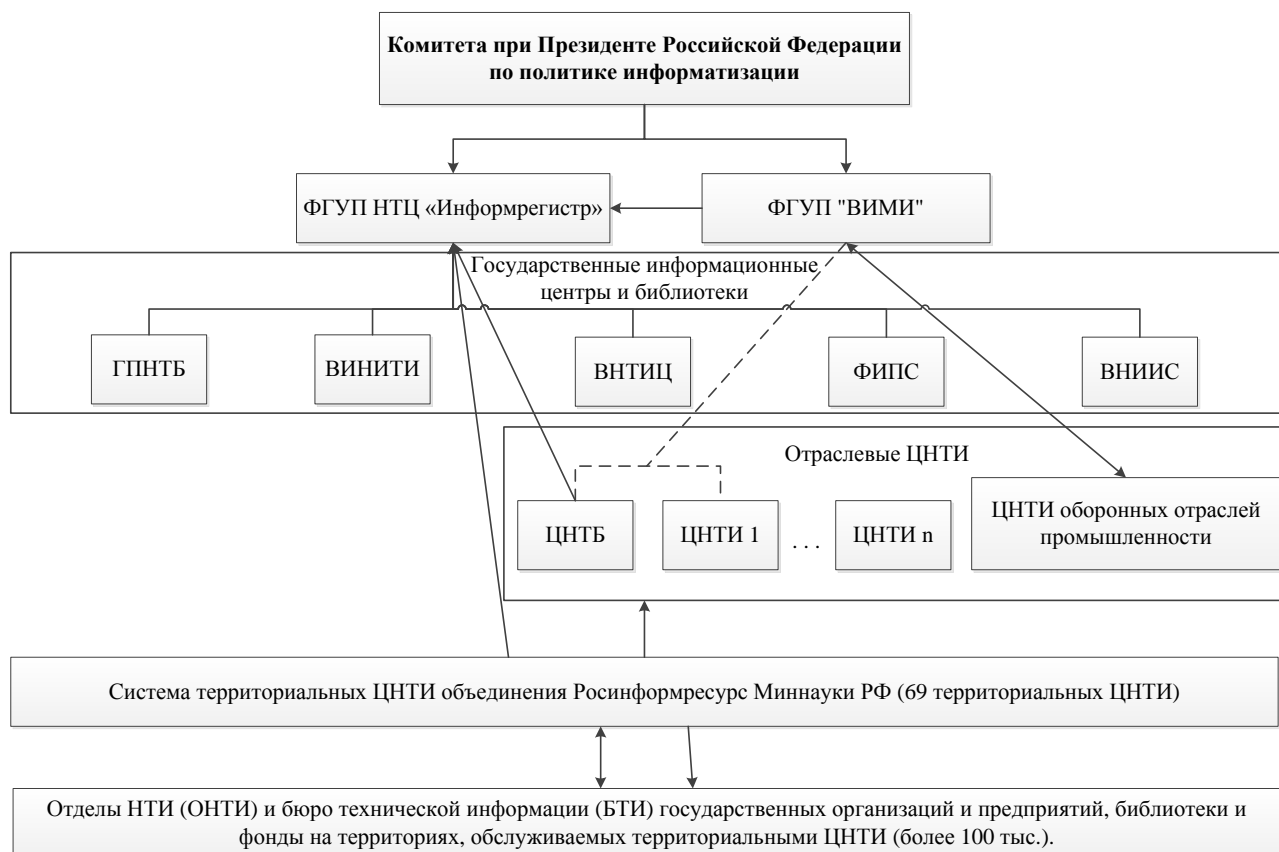 Комитета при Президенте Российской Федерации
по политике информатизации
ФГУП НТЦ «Информрегистр»
ФГУП "ВИМИ"
Государственные информационные
центры и библиотеки
ГПНТБ
ВИНИТИ
ВНТИЦ
ФИПС
ВНИИС
Отраслевые ЦНТИ
ЦНТБ
ЦНТИ 1
. . .
ЦНТИ n
ЦНТИ оборонных отраслей
промышленности
Система территориальных ЦНТИ объединения Росинформресурс Миннауки РФ (69 территориальных ЦНТИ)
Отделы НТИ (ОНТИ) и бюро технической информации (БТИ) государственных организаций и предприятий, библиотеки и
фонды на территориях, обслуживаемых территориальными ЦНТИ (более 100 тыс.).